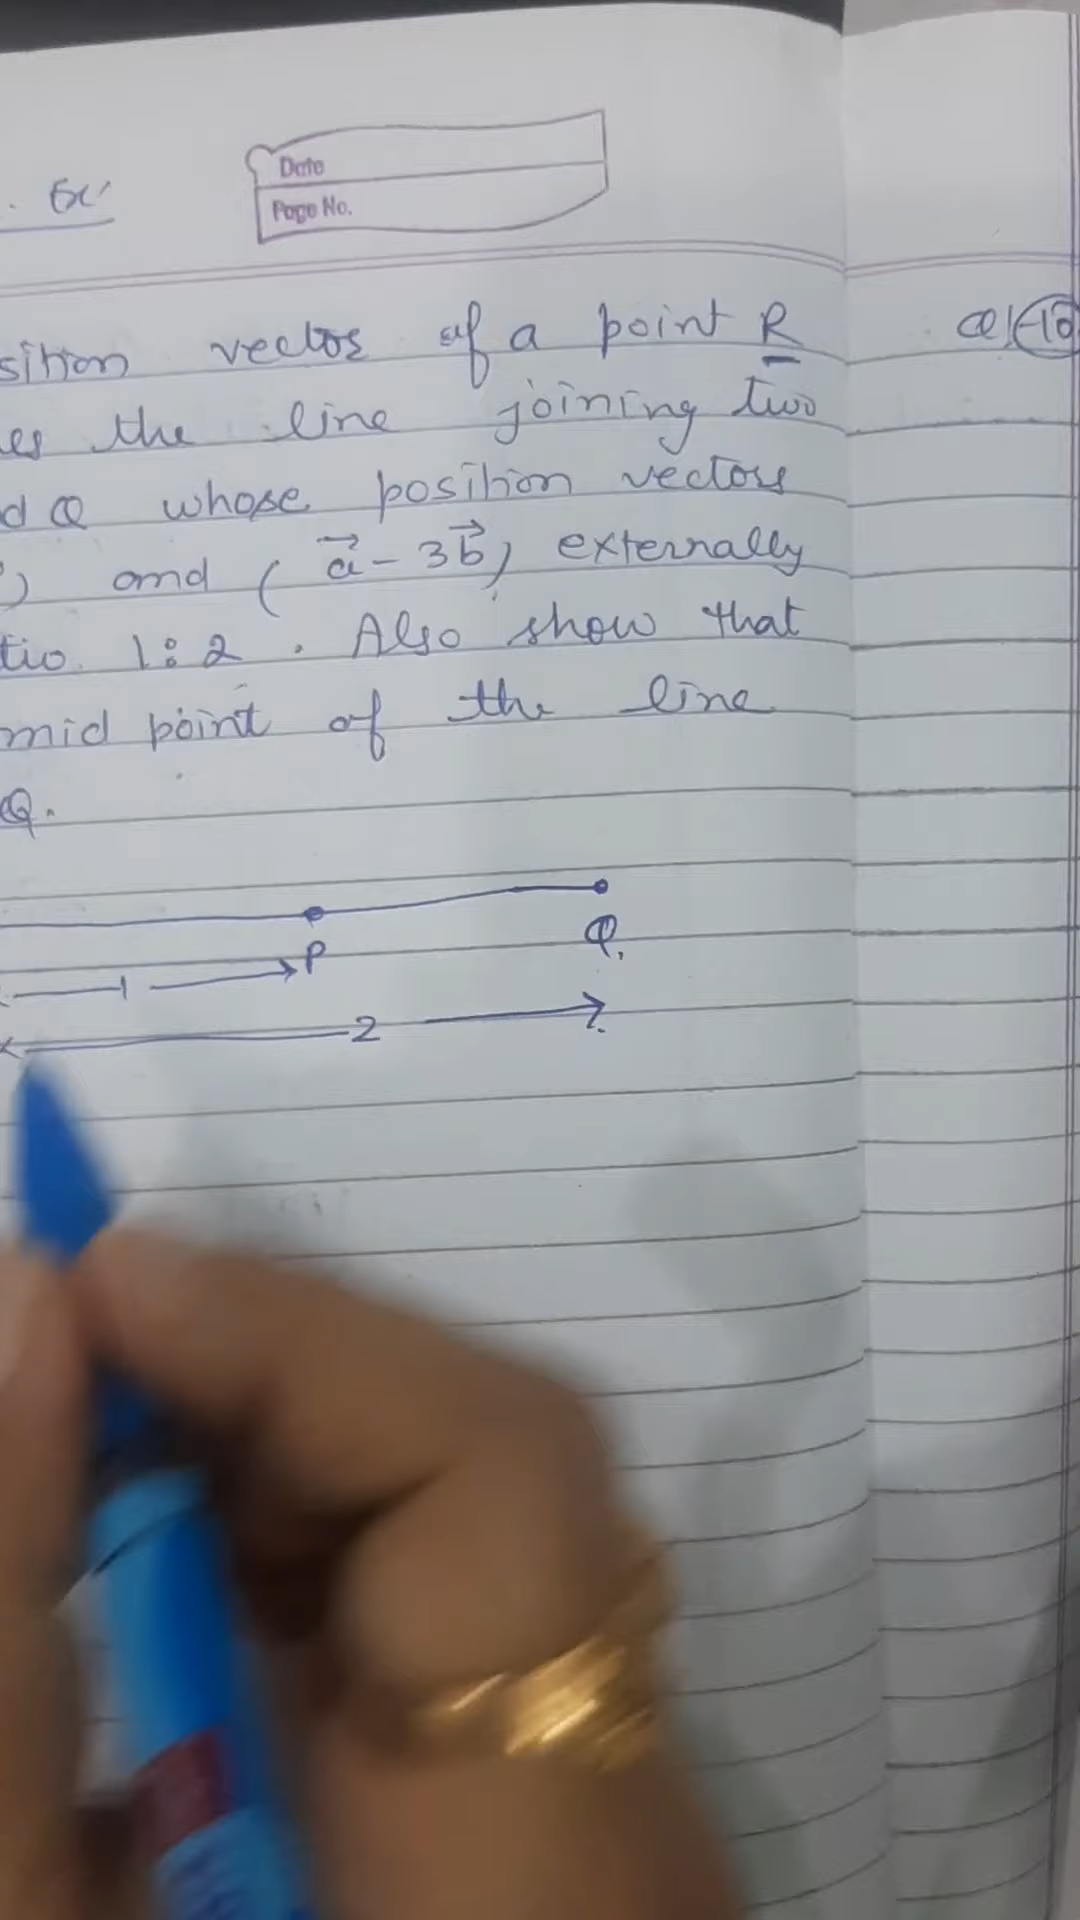 Ex
Date
Page No.
sition vector of a point R
es the line joining two
d Q whose position vectors
) and (a⃗ - 3b⃗) externally
tio 1:2 . Also show that
mid point of the line
Q.
P
Q.
1
2